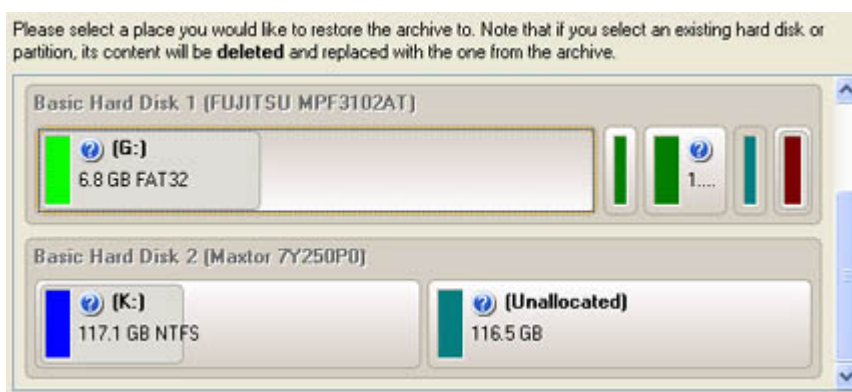 Please select a place you would like to restore the archive to. Note that if you select an existing hard disk or
partition, its content will be deleted and replaced with the one from the archive.
Basic Hard Disk 1 (FUJITSU MPF3102AT)
(G:)
6.8 GB FAT32
1....
Basic Hard Disk 2 (Maxtor 7Y250P0)
(K:)
117.1 GB NTFS
(Unallocated)
116.5 GB